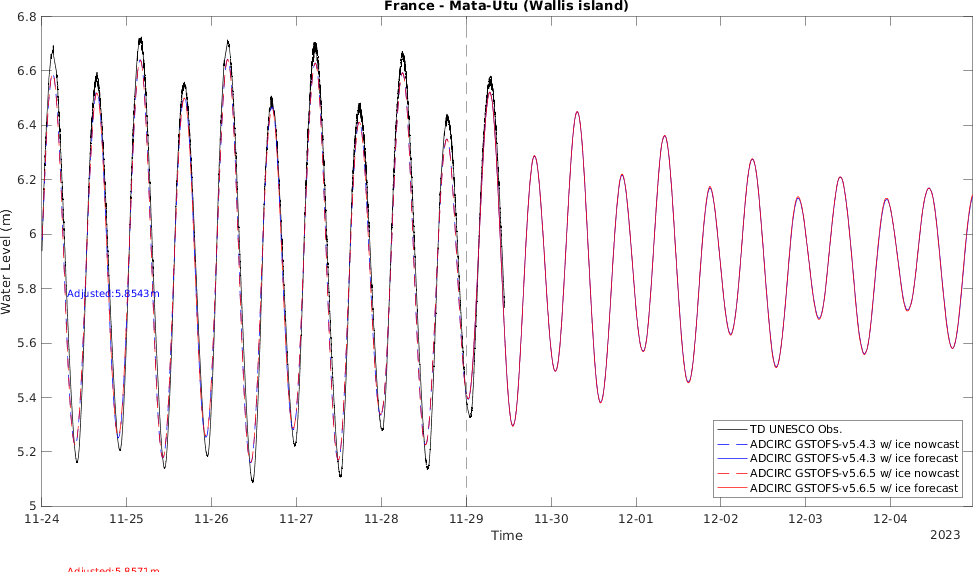 France - Mata-Utu (Wallis island)
6.8
6.6
6.4
6.2
6
5.8
5.6
5.4
5.2
5
Water Level (m)
Adjusted:5.8543m
TD UNESCO Obs.
ADCIRC GSTOFS-v5.4.3 w/ ice nowcast
ADCIRC GSTOFS-v5.4.3 w/ ice forecast
ADCIRC GSTOFS-v5.6.5 w/ ice nowcast
ADCIRC GSTOFS-v5.6.5 w/ ice forecast
11-24 11-25 11-26 11-27 11-28 11-29 11-30 12-01 12-02 12-03 12-04
Time
2023
Adjusted:5.8571m